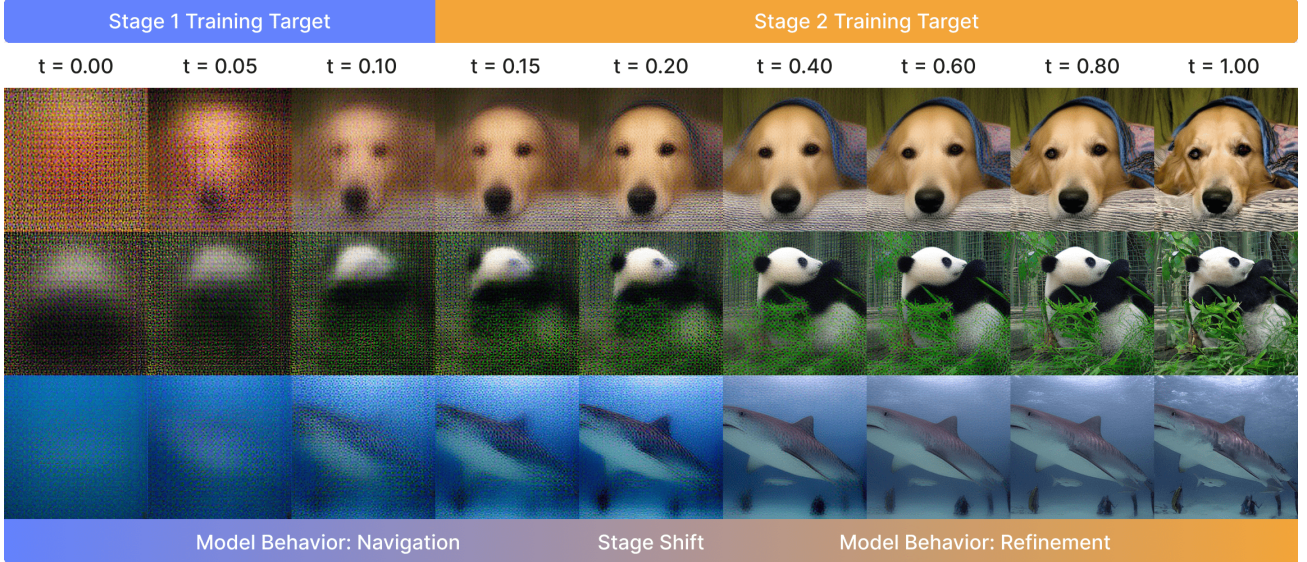 Stage 1 Training Target
Stage 2 Training Target
t = 0.00
t = 0.05
t = 0.10
t = 0.15
t = 0.20
t = 0.40
t = 0.60
t = 0.80
t = 1.00
Model Behavior: Navigation
Stage Shift
Model Behavior: Refinement